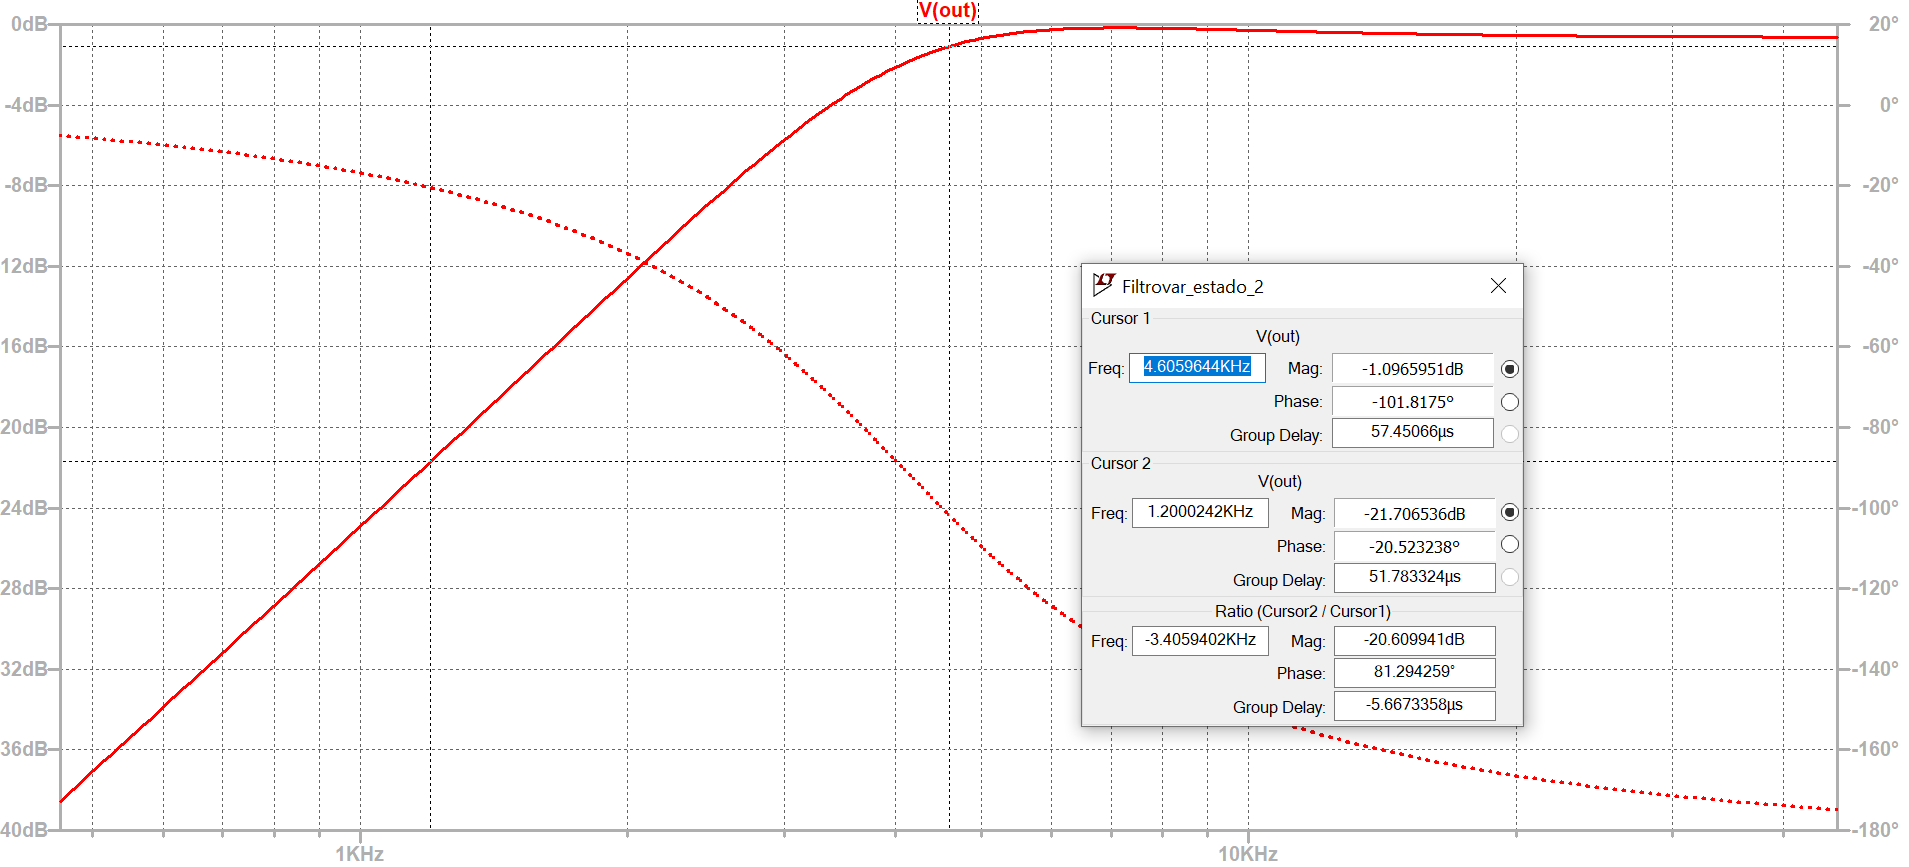 V(out)
0dB
20°
-4dB
0°
-8dB
-20°
12dB
-40°
16dB
-60°
20dB
-80°
24dB
-100°
28dB
-120°
32dB
-140°
36dB
-160°
40dB
-180°
1KHz
10KHz
LT Filtrovar_estado_2
Cursor 1
V(out)
Freq: 4.6059644KHz Mag: -1.0965951dB
Phase: -101.8175°
Group Delay: 57.45066µs
Cursor 2
V(out)
Freq: 1.2000242KHz Mag: -21.706536dB
Phase: -20.523238°
Group Delay: 51.783324µs
Ratio (Cursor2 / Cursor1)
Freq: -3.4059402KHz Mag: -20.609941dB
Phase: 81.294259°
Group Delay: -5.6673358µs